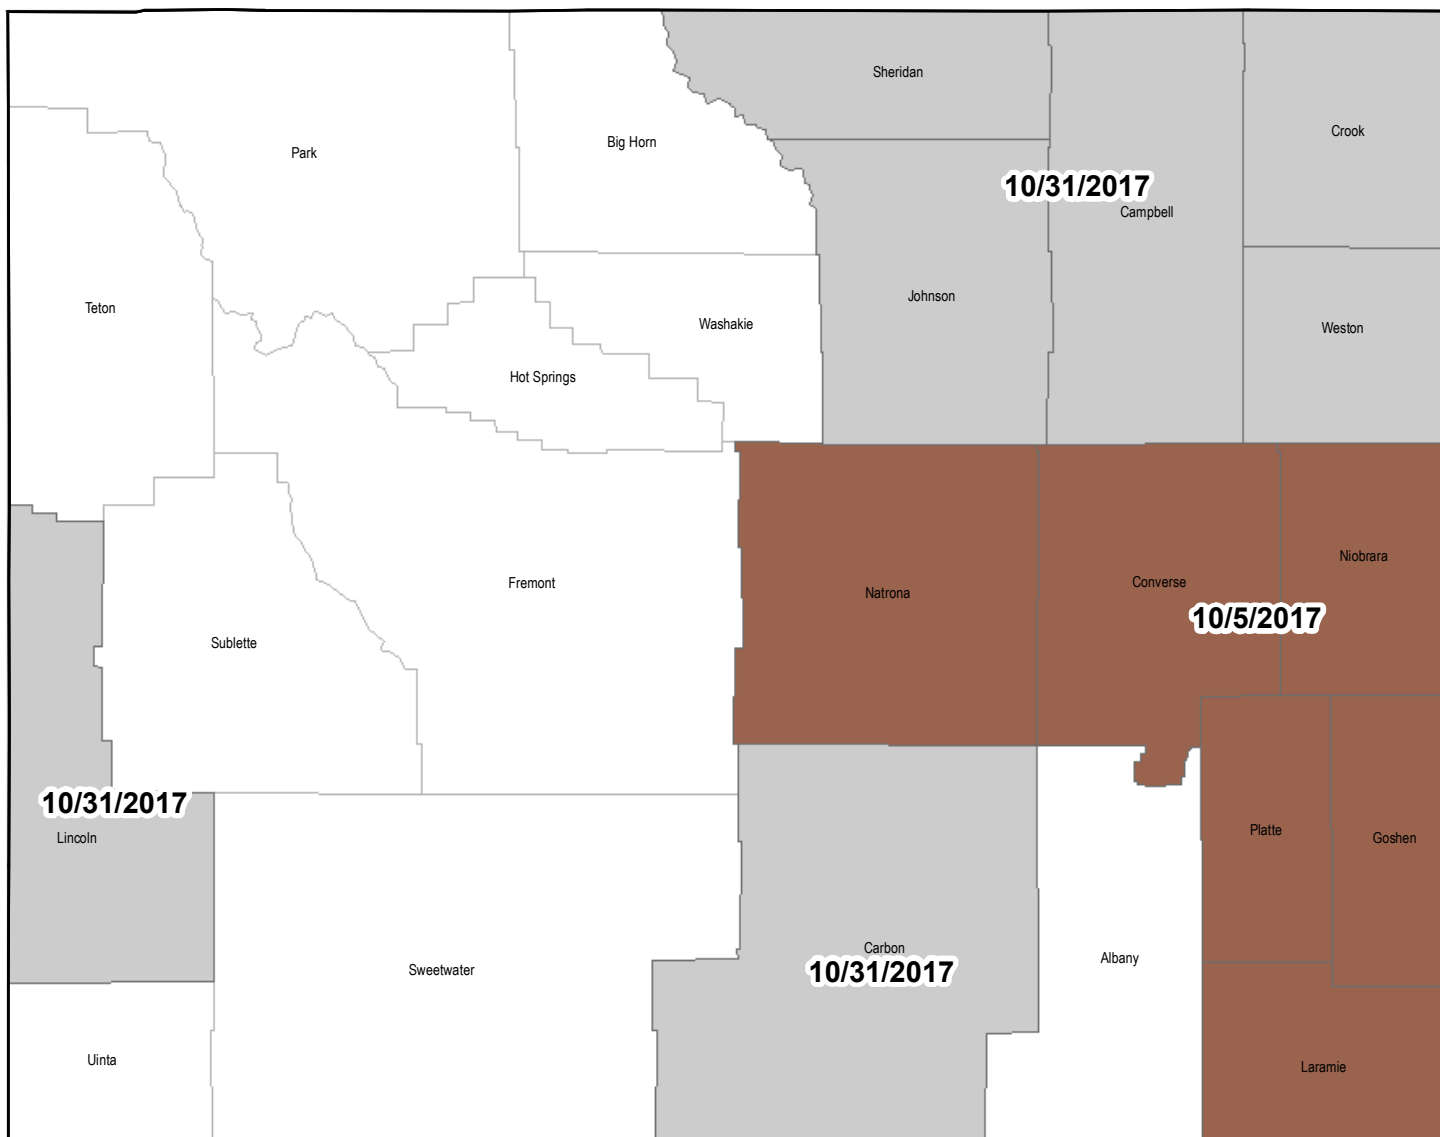 Sheridan
Crook
Big Horn
Park
10/31/2017
Campbell
Johnson
Teton
Washakie
Weston
Hot Springs
Niobrara
Fremont
Converse
Natrona
10/5/2017
Sublette
10/31/2017
Lincoln
Platte
Goshen
Carbon
10/31/2017
Albany
Sweetwater
Uinta
Laramie